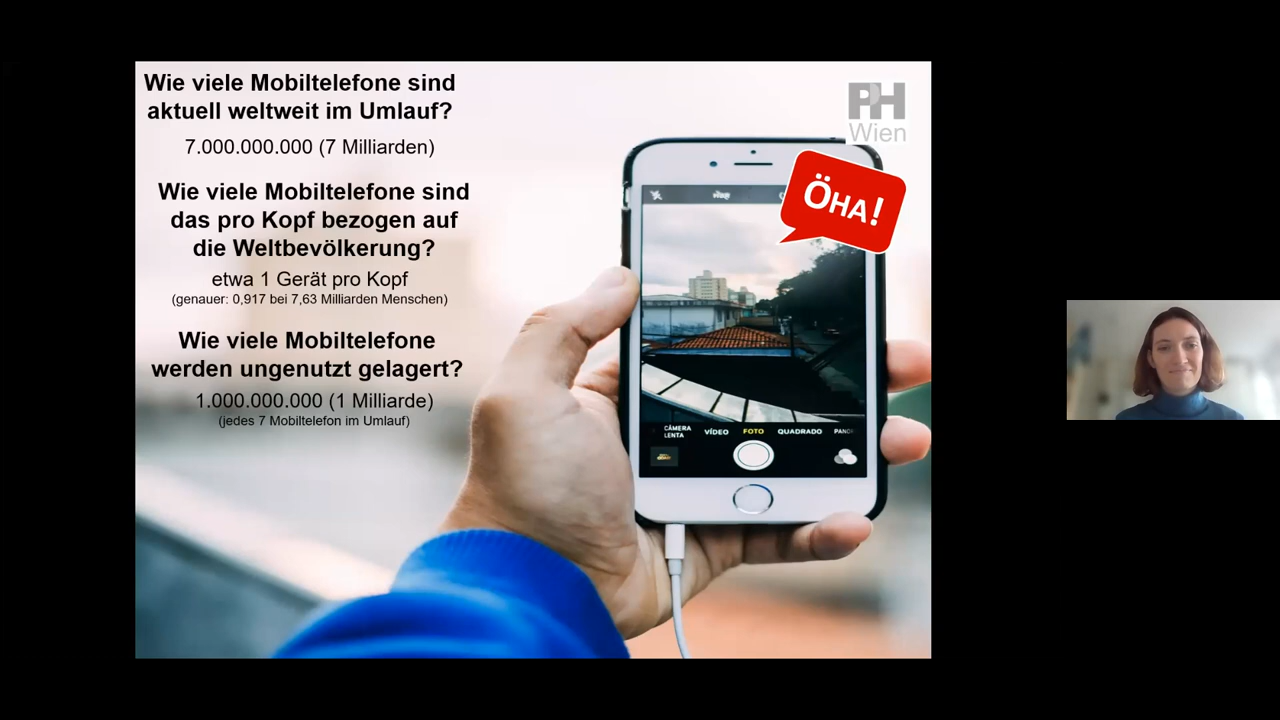 Wie viele Mobiltelefone sind
aktuell weltweit im Umlauf?
7.000.000.000 (7 Milliarden)
Wie viele Mobiltelefone sind
das pro Kopf bezogen auf
die Weltbevölkerung?
etwa 1 Gerät pro Kopf
(genauer: 0,917 bei 7,63 Milliarden Menschen)
Wie viele Mobiltelefone
werden ungenutzt gelagert?
1.000.000.000 (1 Milliarde)
(jedes 7 Mobiltelefon im Umlauf)
PH
Wien
ÖHA!
CÂMERA
LENTA
VÍDEO
FOTO
QUADRADO